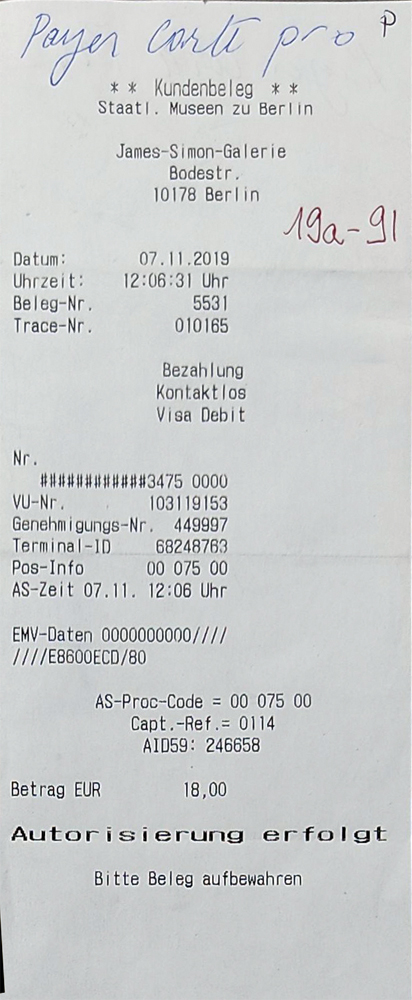 Payer Carte pro P
** Kundenbeleg **
Staatl. Museen zu Berlin
James-Simon-Galerie
Bodestr.
10178 Berlin
19a-91
Datum: 07.11.2019
Uhrzeit: 12:06:31 Uhr
Beleg-Nr. 5531
Trace-Nr. 010165
Bezahlung
Kontaktlos
Visa Debit
Nr.
############3475 0000
VU-Nr. 103119153
Genehmigungs-Nr. 449997
Terminal-ID 68248763
Pos-Info 00 075 00
AS-Zeit 07.11. 12:06 Uhr
EMV-Daten 0000000000////
////E8600ECD/80
AS-Proc-Code = 00 075 00
Capt.-Ref.= 0114
AID59: 246658
Betrag EUR 18,00
Autorisierung erfolgt
Bitte Beleg aufbewahren